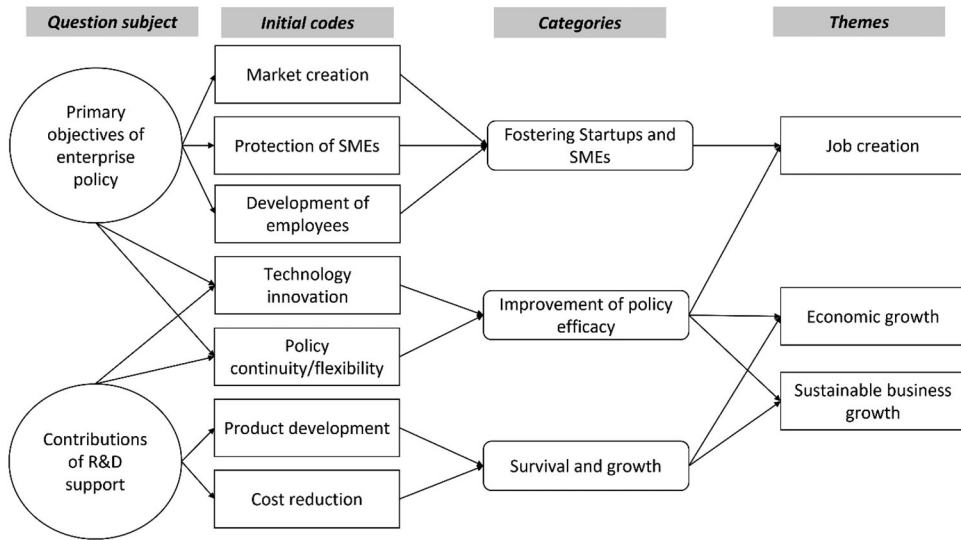 Question subject
Initial codes
Categories
Themes
Primary
objectives of
enterprise
policy
Market creation
Protection of SMEs
Development of
employees
Fostering Startups and
SMEs
Job creation
Technology
innovation
Policy
continuity/flexibility
Improvement of policy
efficacy
Economic growth
Sustainable business
growth
Contributions
of R&D
support
Product development
Cost reduction
Survival and growth